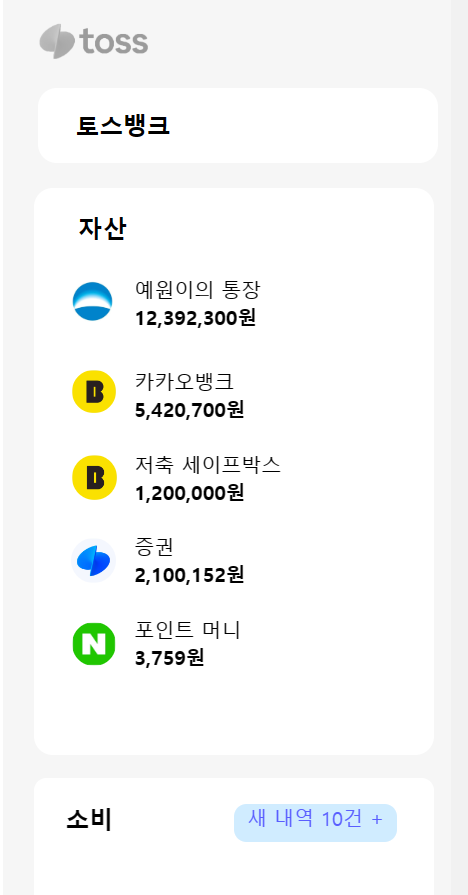 toss
토스뱅크
자산
예원이의 통장
12,392,300원
B
카카오뱅크
5,420,700원
B
저축 세이프박스
1,200,000원
증권
2,100,152원
N
포인트 머니
3,759원
소비
새 내역 10건 +